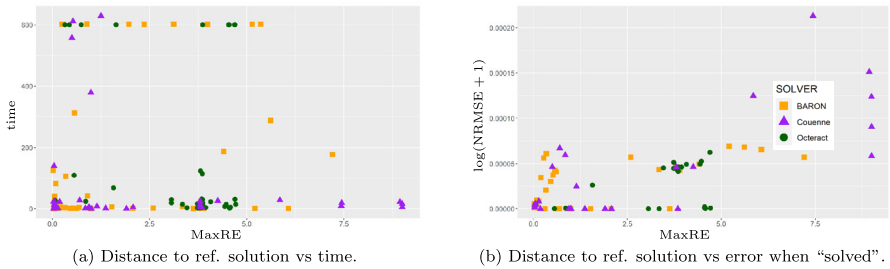 600
400
200
0
time
0.0
2.5
5.0
7.5
MaxRE
(a) Distance to ref. solution vs time.
0.00020
0.00015
0.00010
0.00005
0.00000
log(NRMSE + 1)
SOLVER
BARON
Couenne
Octeract
0.0
2.5
5.0
7.5
MaxRE
(b) Distance to ref. solution vs error when “solved”.